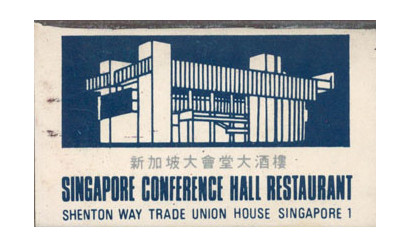 新加坡大會堂大酒樓
SINGAPORE CONFERENCE HALL RESTAURANT
SHENTON WAY TRADE UNION HOUSE SINGAPORE 1